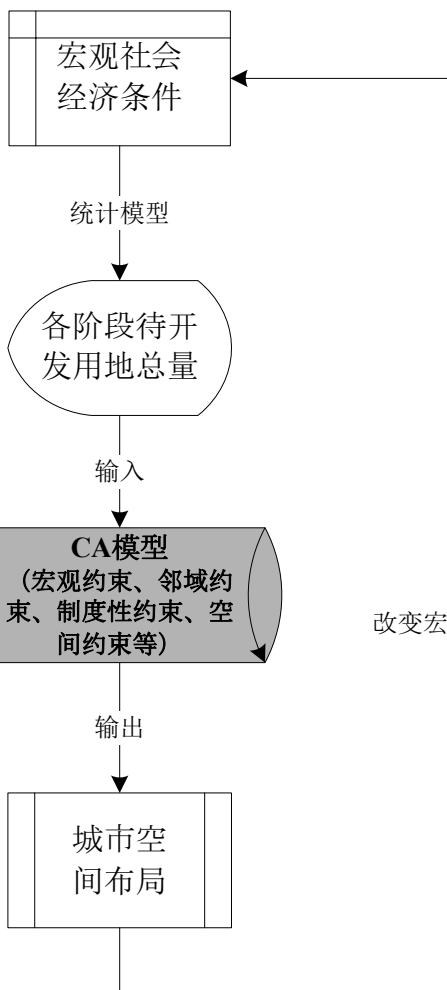 宏观社会
经济条件
统计模型
各阶段待开
发用地总量
输入
CA模型
（宏观约束、邻域约
束、制度性约束、空
间约束等）
改变宏
输出
城市空
间布局